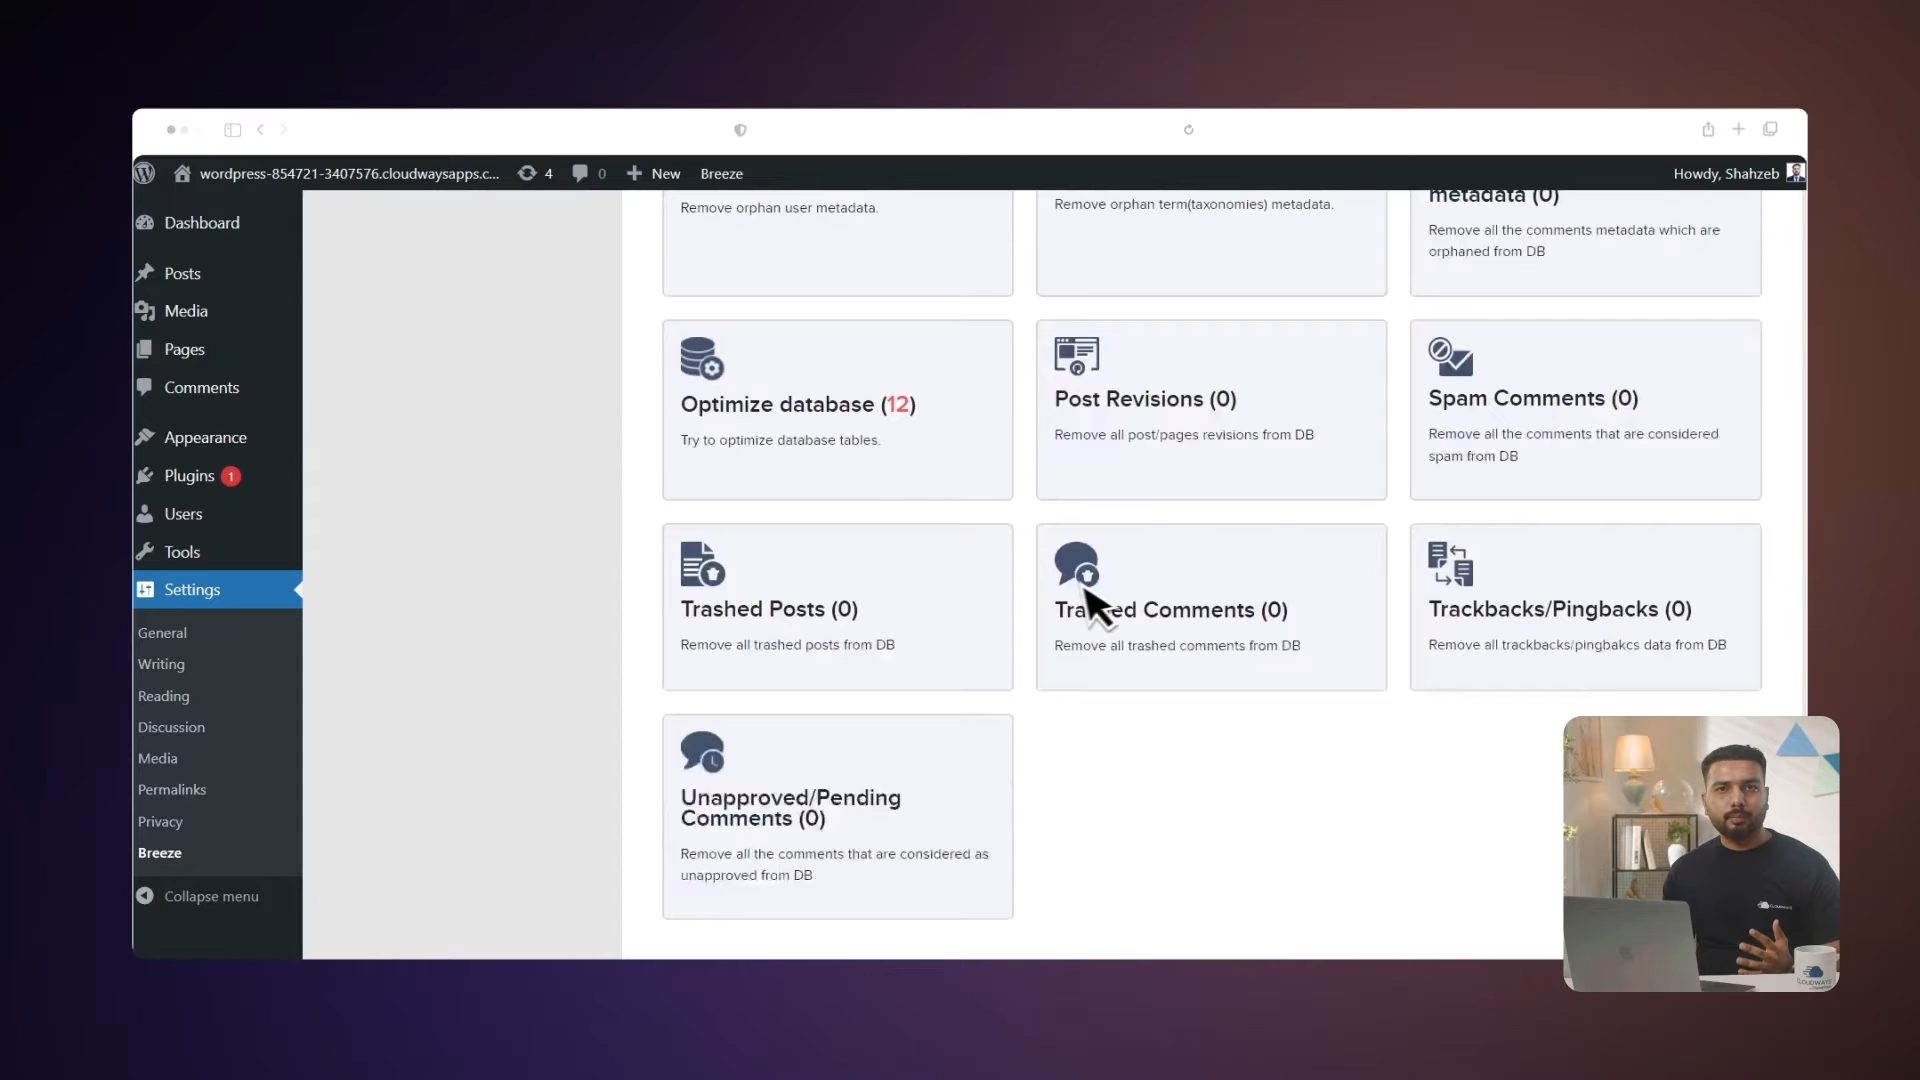 wordpress-854721-3407576.cloudwaysapps.c...
4
0
New
Breeze
Howdy, Shahzeb
Dashboard
Posts
Media
Pages
Comments
Appearance
Plugins 1
Users
Tools
Settings
General
Writing
Reading
Discussion
Media
Permalinks
Privacy
Breeze
Collapse menu
Remove orphan user metadata.
Remove orphan term(taxonomies) metadata.
metadata (0)
Remove all the comments metadata which are
orphaned from DB
Optimize database (12)
Try to optimize database tables.
Post Revisions (0)
Remove all post/pages revisions from DB
Spam Comments (0)
Remove all the comments that are considered
spam from DB
Trashed Posts (0)
Remove all trashed posts from DB
Comments (0)
Remove all trashed comments from DB
Trackbacks/Pingbacks (0)
Remove all trackbacks/pingbakcs data from DB
Unapproved/Pending
Comments (0)
Remove all the comments that are considered as
unapproved from DB
CLOUDWAYS